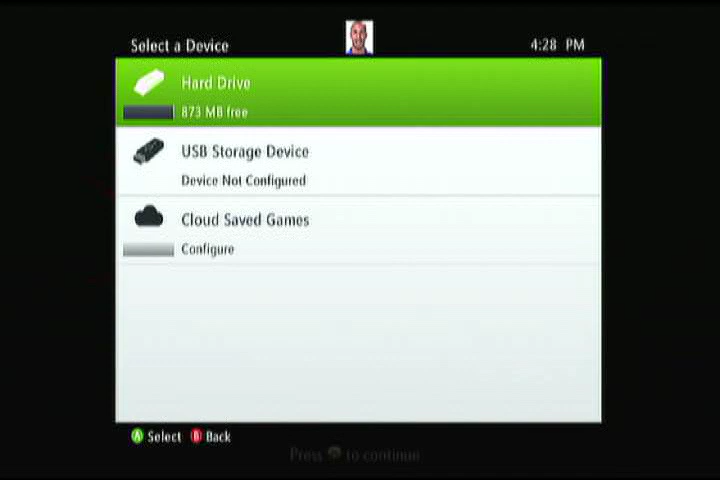 Select a Device
4:28 PM
Hard Drive
873 MB free
USB Storage Device
Device Not Configured
Cloud Saved Games
Configure
A Select B Back
Press to continue